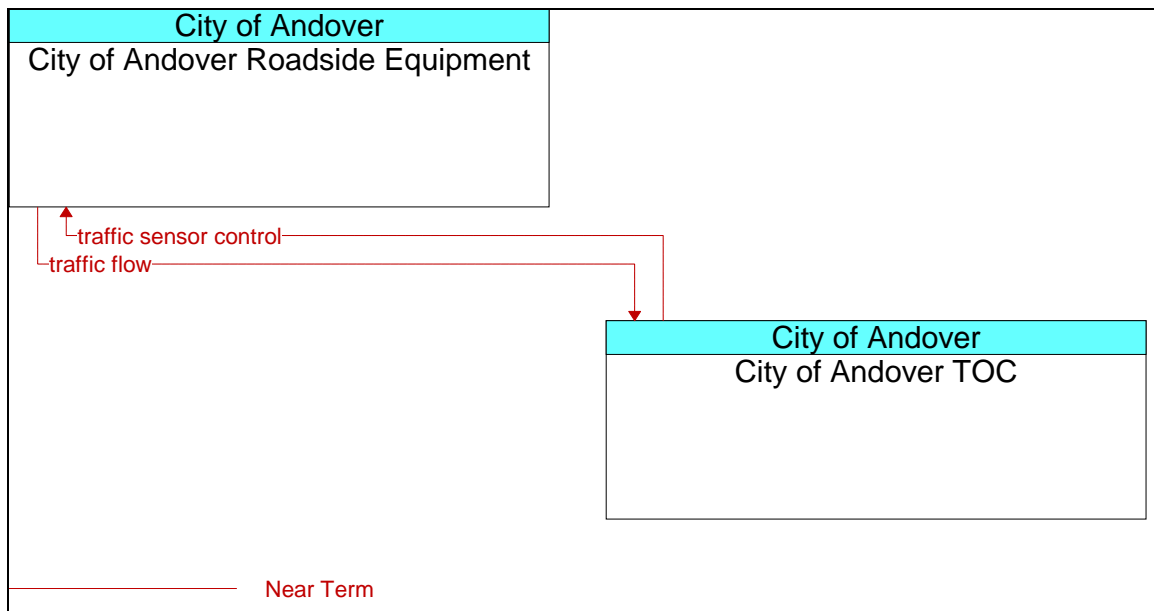 City of Andover
City of Andover Roadside Equipment
traffic sensor control
traffic flow
City of Andover
City of Andover TOC
Near Term